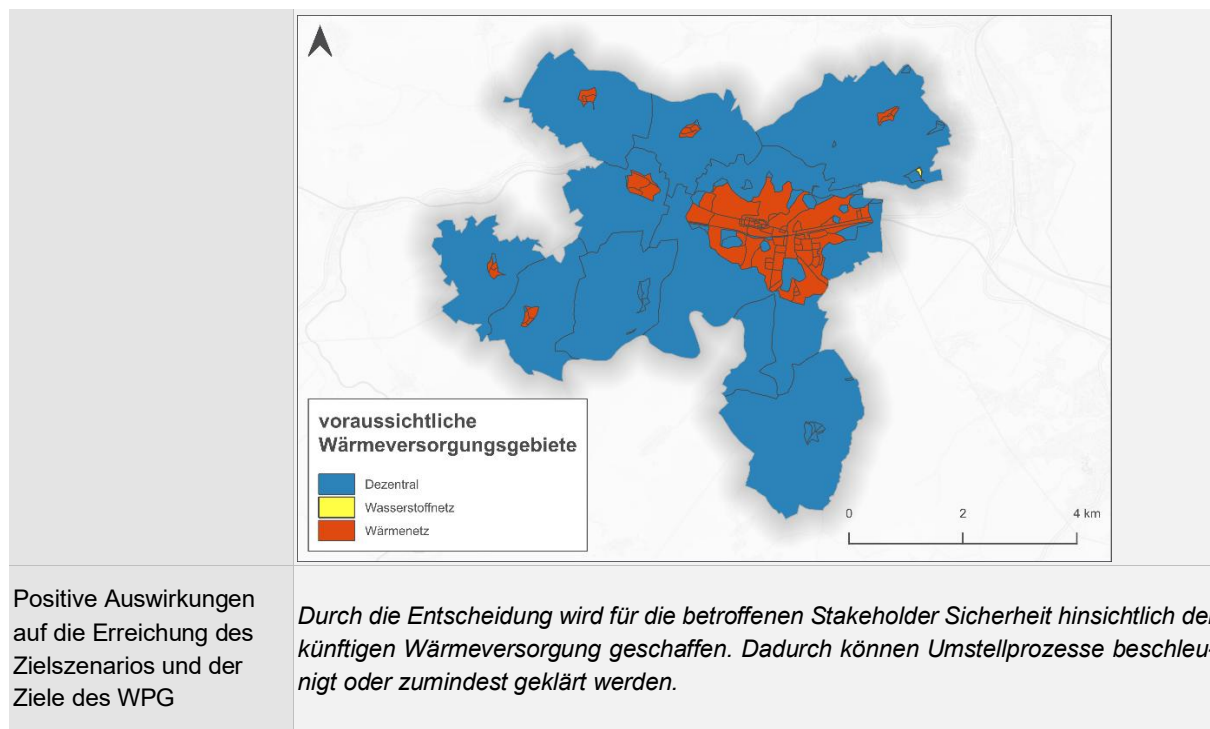 voraussichtliche
Wärmeversorgungsgebiete
Dezentral
Wasserstoffnetz
Wärmenetz
0 2 4 km
Positive Auswirkungen
auf die Erreichung des
Zielszenarios und der
Ziele des WPG
Durch die Entscheidung wird für die betroffenen Stakeholder Sicherheit hinsichtlich der
künftigen Wärmeversorgung geschaffen. Dadurch können Umstellprozesse beschleu-
nigt oder zumindest geklärt werden.